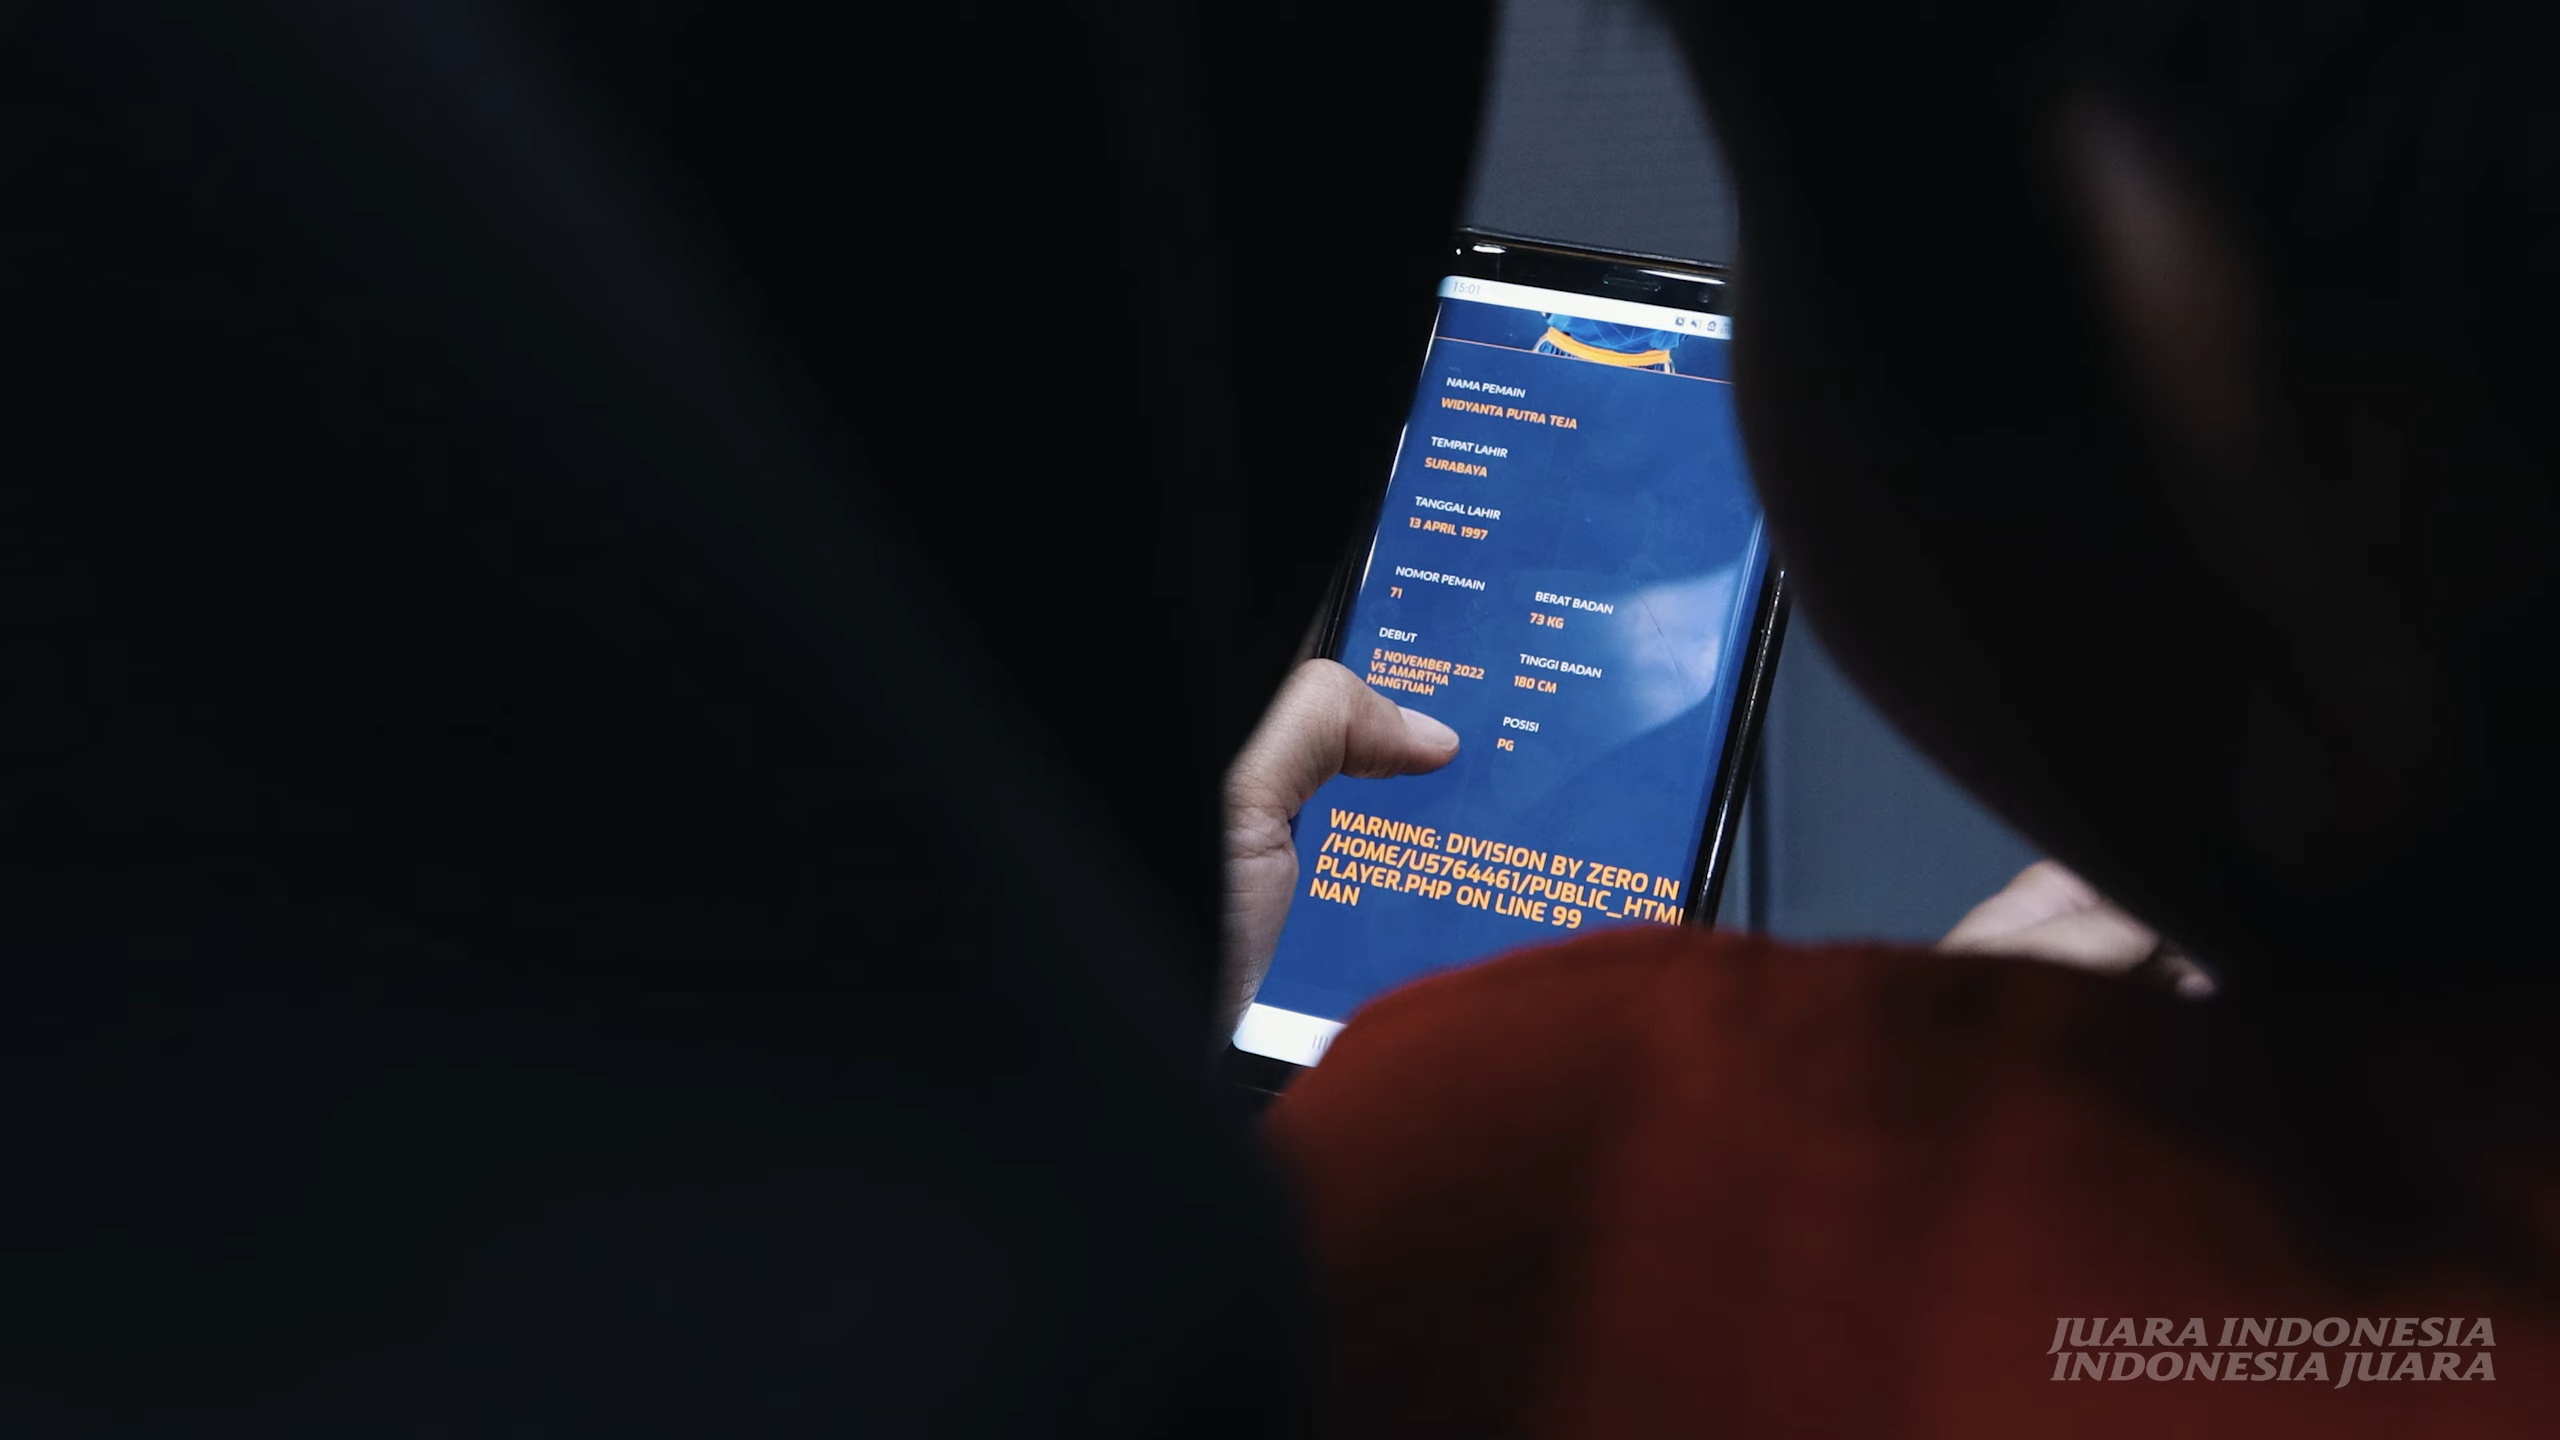 15:01
NAMA PEMAIN
WIDYANTA PUTRA TEJA
TEMPAT LAHIR
SURABAYA
TANGGAL LAHIR
13 APRIL 1997
NOMOR PEMAIN
71
BERAT BADAN
73 KG
DEBUT
5 NOVEMBER 2022
VS AMARTHA
HANGTUAH
TINGGI BADAN
180 CM
POSISI
PG
WARNING: DIVISION BY ZERO IN
/HOME/U5764461/PUBLIC_HTML
PLAYER.PHP ON LINE 99
NAN
JUARA INDONESIA
INDONESIA JUARA